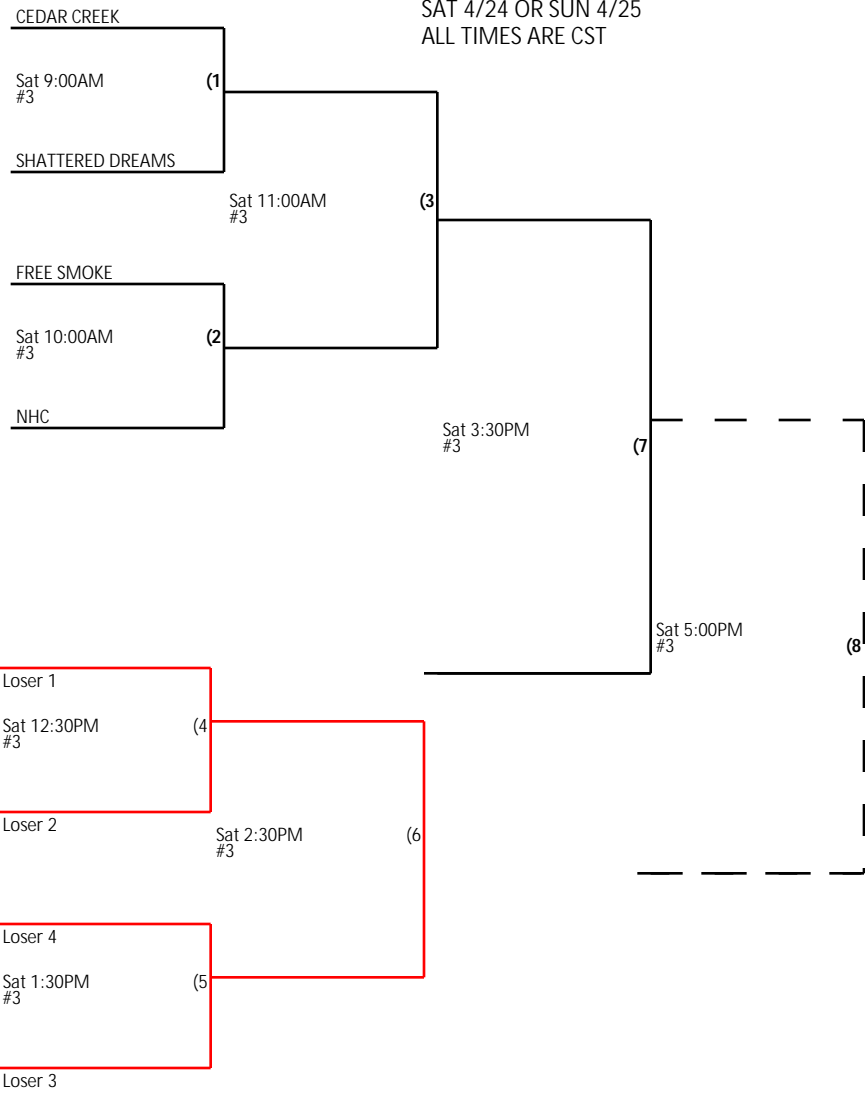 SAT 4/24 OR SUN 4/25
ALL TIMES ARE CST
CEDAR CREEK
Sat 9:00AM
#3
(1
SHATTERED DREAMS
Sat 11:00AM
#3
(3
FREE SMOKE
Sat 10:00AM
#3
(2
NHC
Sat 3:30PM
#3
(7
Sat 5:00PM
#3
(8
Loser 1
Sat 12:30PM
#3
(4
Loser 2
Sat 2:30PM
#3
(6
Loser 4
Sat 1:30PM
#3
(5
Loser 3